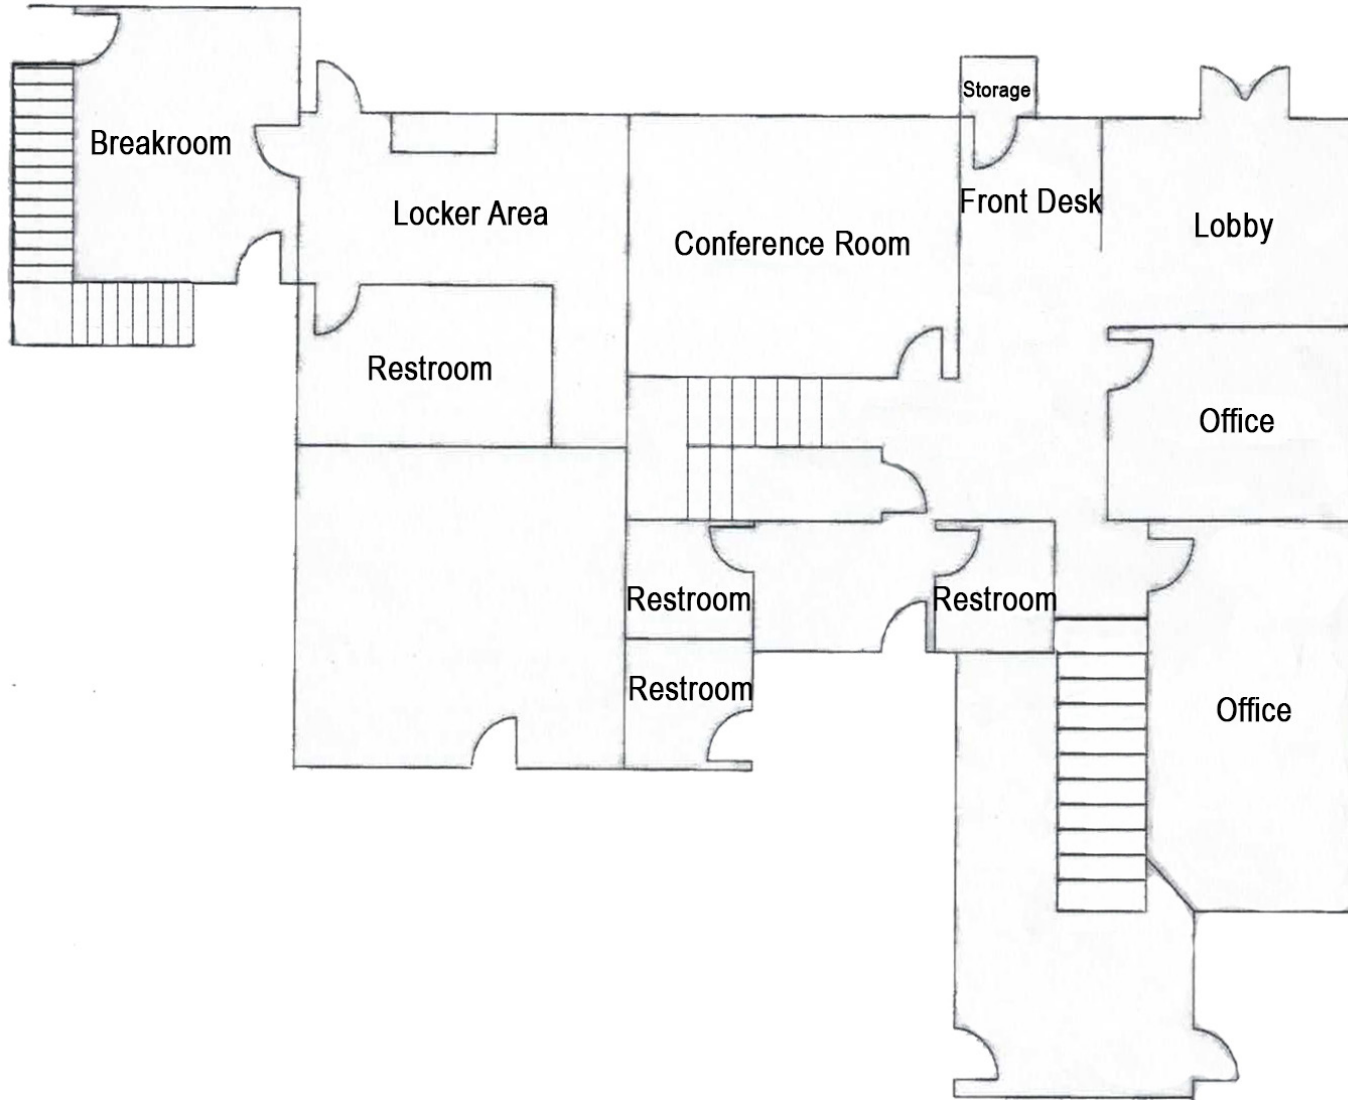 Storage
Breakroom
Locker Area
Front Desk
Lobby
Conference Room
Restroom
Office
Restroom
Restroom
Restroom
Office